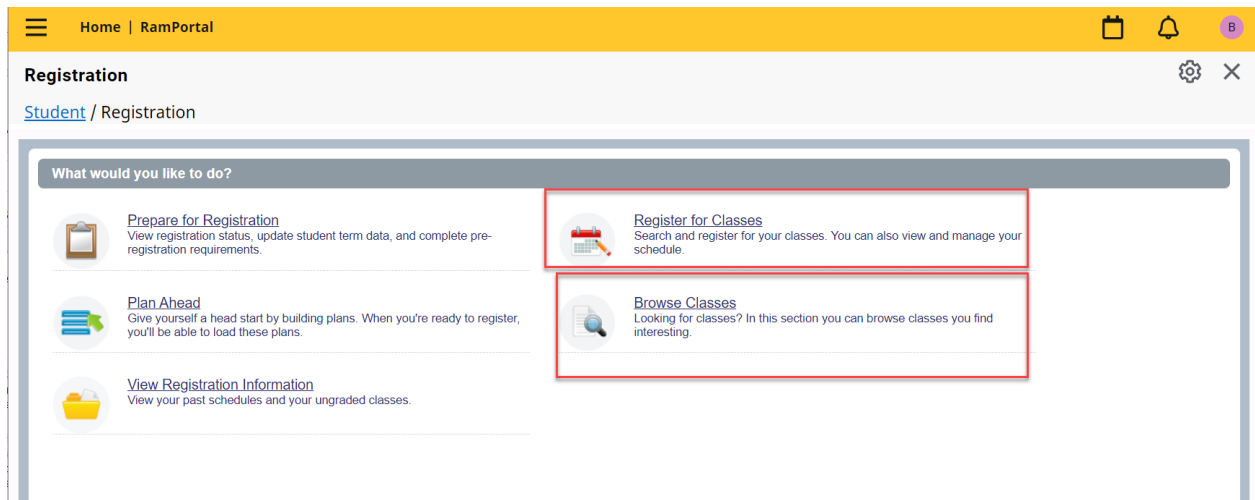 Home | RamPortal
B
Registration
Student / Registration
What would you like to do?
Prepare for Registration
View registration status, update student term data, and complete pre-
registration requirements.
Register for Classes
Search and register for your classes. You can also view and manage your
schedule.
Plan Ahead
Give yourself a head start by building plans. When you're ready to register,
you'll be able to load these plans.
Browse Classes
Looking for classes? In this section you can browse classes you find
interesting.
View Registration Information
View your past schedules and your ungraded classes.